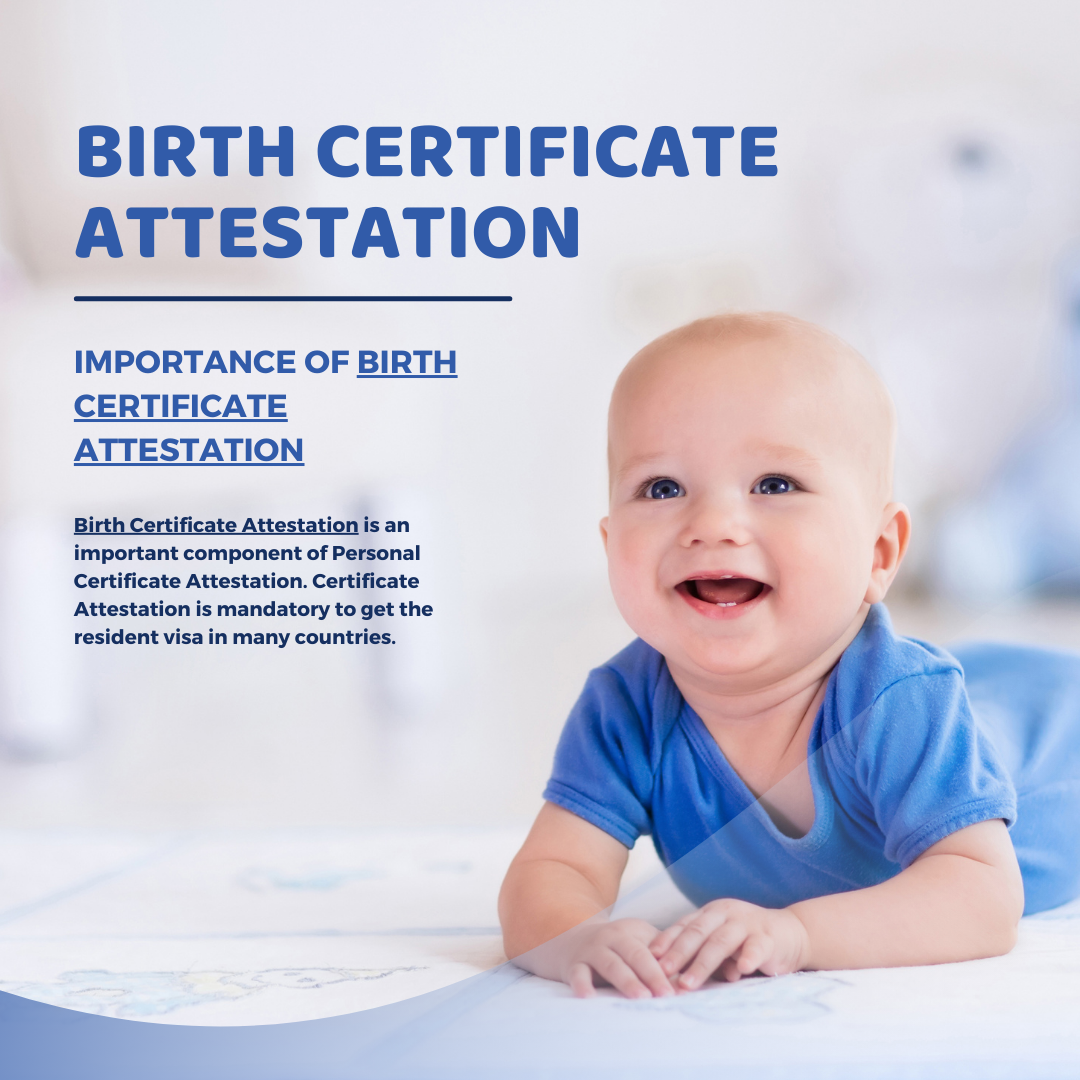 BIRTH CERTIFICATE
ATTESTATION
IMPORTANCE OF BIRTH
CERTIFICATE
ATTESTATION
Birth Certificate Attestation is an
important component of Personal
Certificate Attestation. Certificate
Attestation is mandatory to get the
resident visa in many countries.